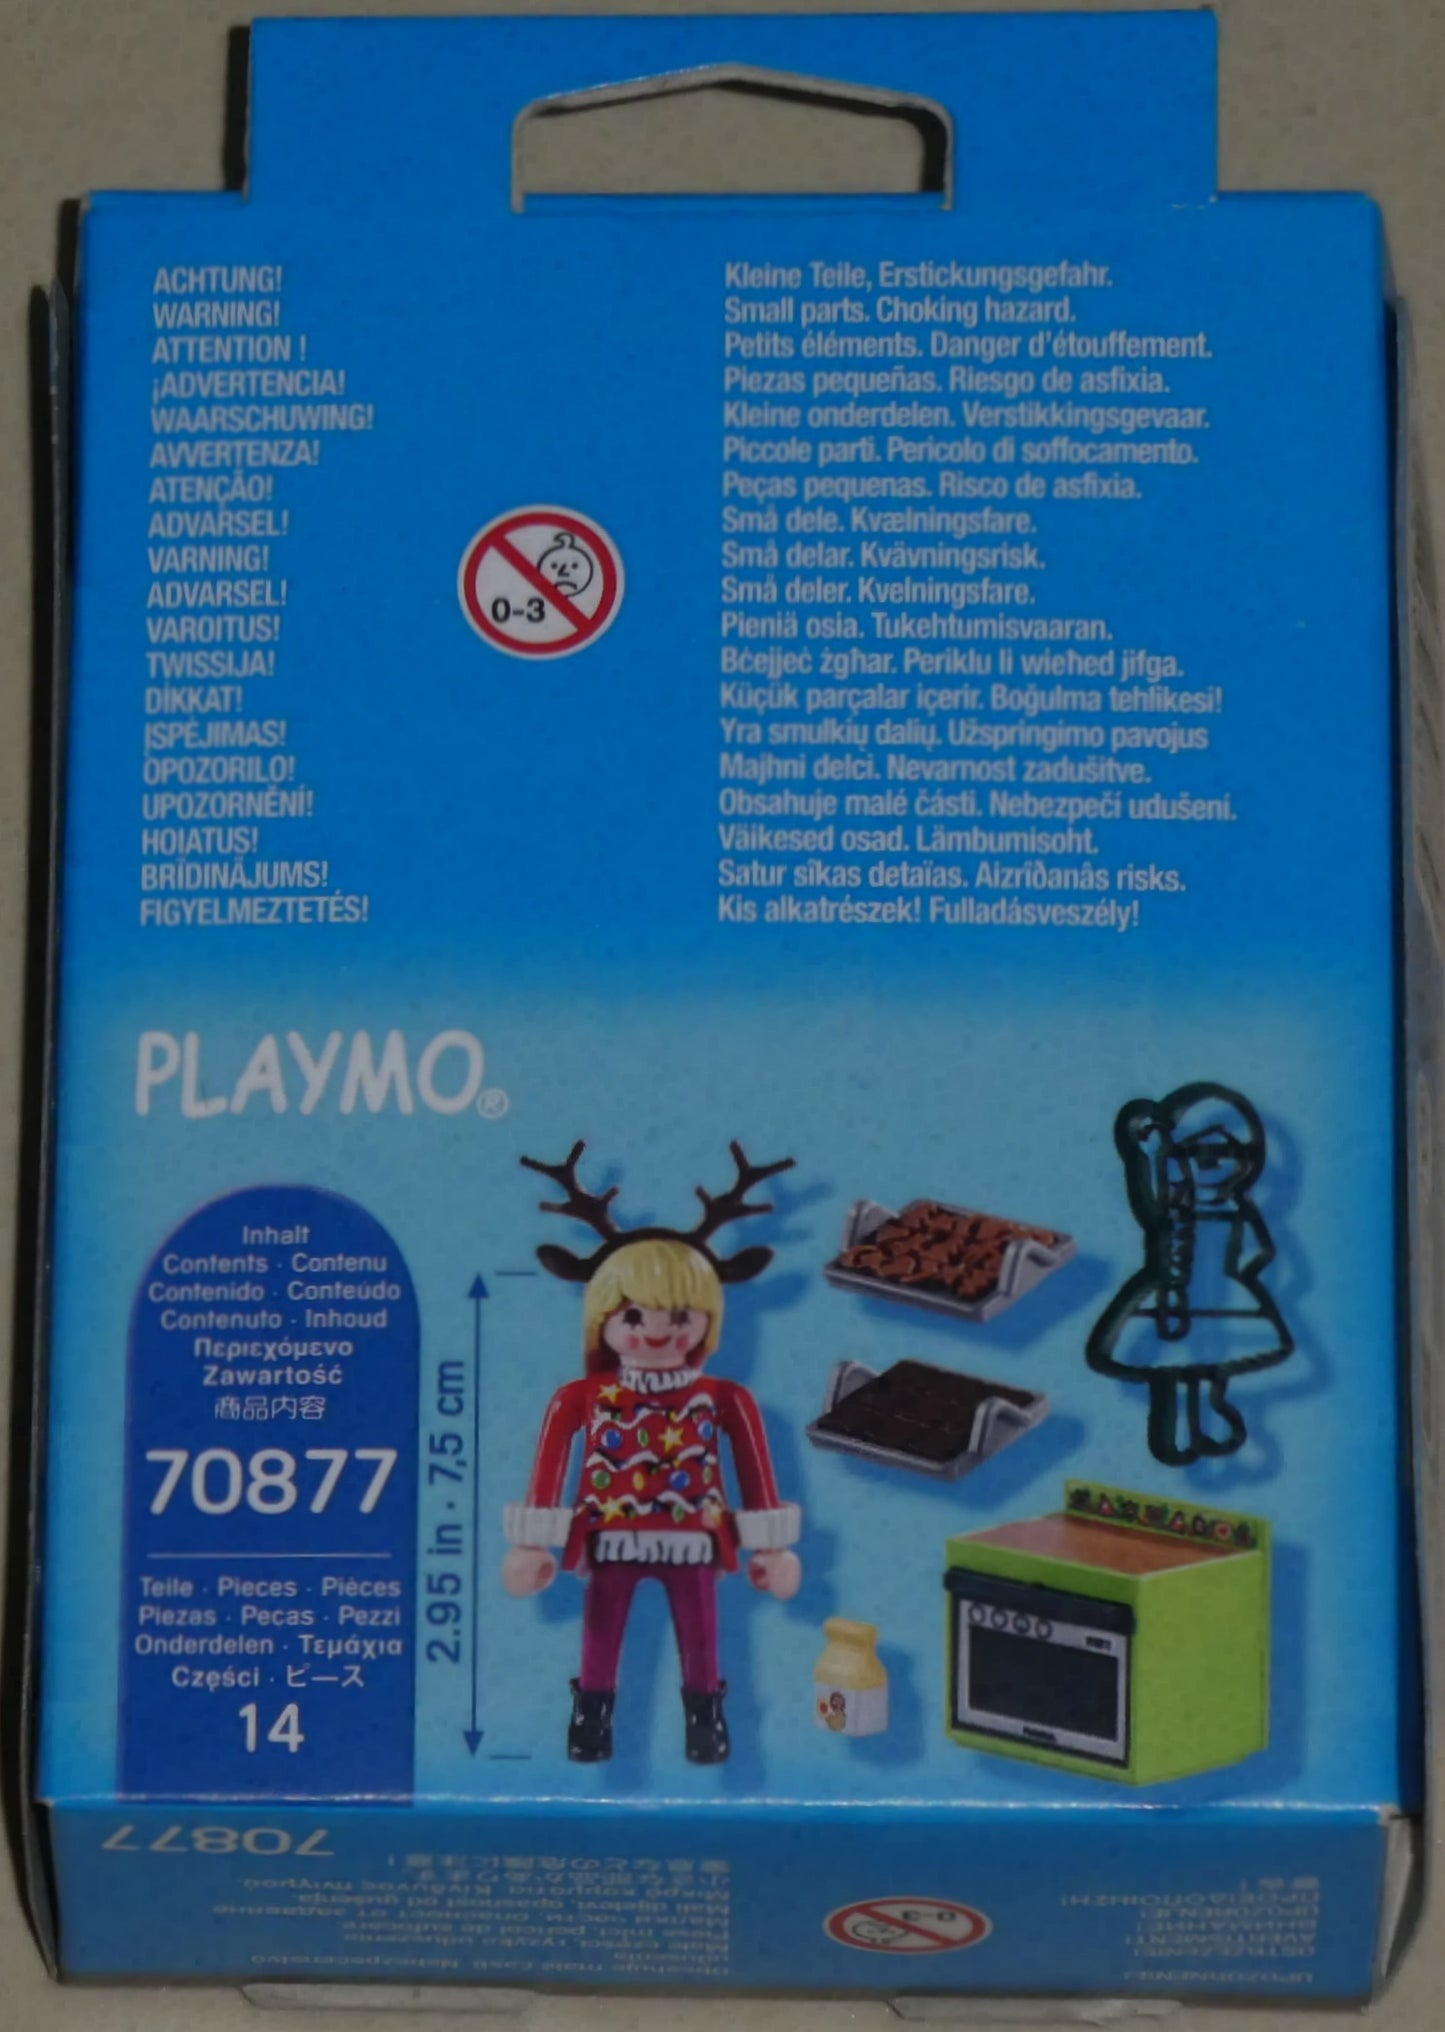 ACHTUNG! Kleine Teile, Erstickungsgefahr.
WARNING! Small parts. Choking hazard.
ATTENTION ! Petits éléments. Danger d'étouffement.
¡ADVERTENCIA! Piezas pequeñas. Riesgo de asfixia.
WAARSCHUWING! Kleine onderdelen. Verstikkingsgevaar.
AVVERTENZA! Piccole parti. Pericolo di soffocamento.
ATENÇÃO! Peças pequenas. Risco de asfixia.
ADVARSEL! Små dele. Kvælningsfare.
VARNING! Små delar. Kvävningsrisk.
ADVARSEL! Små deler. Kvelningsfare.
VAROITUS! Pieniä osia. Tukehtumisvaaran.
TWISSIJA! Bċejjeċ żgħar. Periklu li wieħed jifga.
DİKKAT! Küçük parçalar içerir. Boğulma tehlikesi!
ĮSPĖJIMAS! Yra smulkių dalių. Užspringimo pavojus
OPOZORILO! Majhni delci. Nevarnost zadušitve.
UPOZORNĚNÍ! Obsahuje malé části. Nebezpečí udušení.
HOIATUS! Väikesed osad. Lämbumisoht.
BRĪDINĀJUMS! Satur sîkas detaïas. Aizrîðanâs risks.
FIGYELMEZTETÉS! Kis alkatrészek! Fulladásveszély!
0-3
PLAYMO®
Inhalt
Contents · Contenu
Contenido · Conteúdo
Contenuto · Inhoud
Περιεχόμενο
Zawartość
商品内容
70877
Teile · Pieces · Pièces
Piezas · Peças · Pezzi
Onderdelen · Τεμάχια
Części · ピース
14
2.95 in · 7,5 cm
70877
0-3